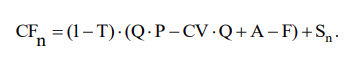 CFₙ = (1 – T) · (Q · P – CV · Q + A – F) + Sₙ .